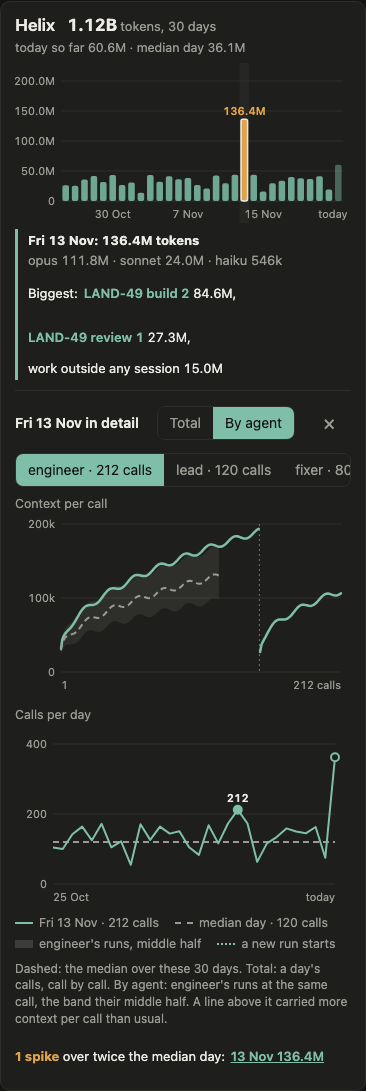 Helix 1.12B tokens, 30 days
today so far 60.6M · median day 36.1M
200.0M
150.0M
136.4M
100.0M
50.0M
0
30 Oct 7 Nov 15 Nov today
Fri 13 Nov: 136.4M tokens
opus 111.8M · sonnet 24.0M · haiku 546k
Biggest: LAND-49 build 2 84.6M,
LAND-49 review 1 27.3M,
work outside any session 15.0M
Fri 13 Nov in detail Total By agent ×
engineer · 212 calls lead · 120 calls fixer · 80
Context per call
200k
100k
0
1 212 calls
Calls per day
400
212
200
0
25 Oct today
Fri 13 Nov · 212 calls median day · 120 calls
engineer's runs, middle half a new run starts
Dashed: the median over these 30 days. Total: a day's
calls, call by call. By agent: engineer's runs at the same
call, the band their middle half. A line above it carried more
context per call than usual.
1 spike over twice the median day: 13 Nov 136.4M